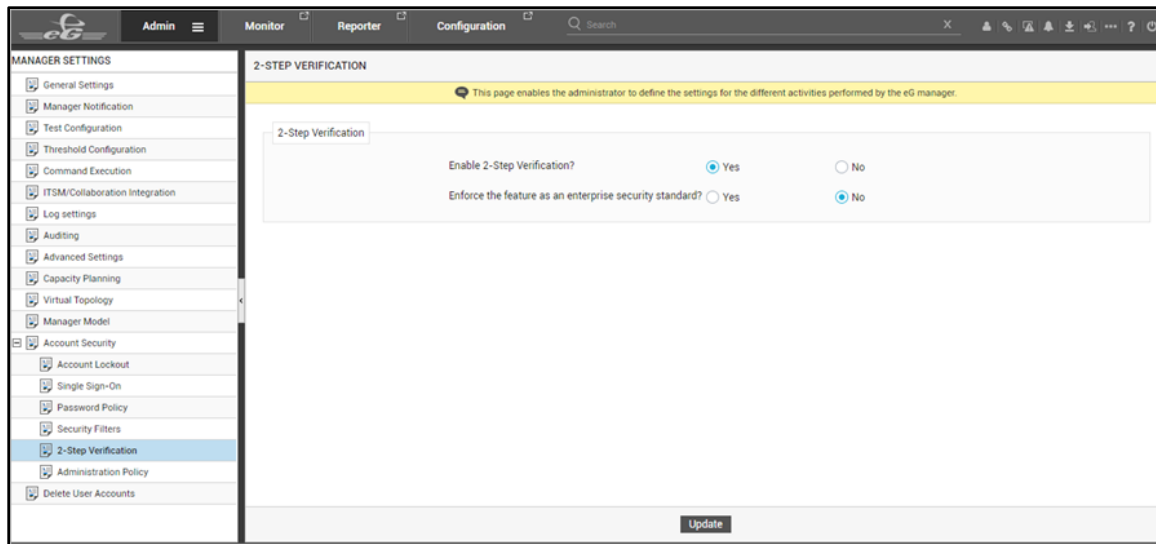 eG
Admin
Monitor
Reporter
Configuration
Search
X
?
MANAGER SETTINGS
General Settings
Manager Notification
Test Configuration
Threshold Configuration
Command Execution
ITSM/Collaboration Integration
Log settings
Auditing
Advanced Settings
Capacity Planning
Virtual Topology
Manager Model
Account Security
Account Lockout
Single Sign-On
Password Policy
Security Filters
2-Step Verification
Administration Policy
Delete User Accounts
2-STEP VERIFICATION
This page enables the administrator to define the settings for the different activities performed by the eG manager.
2-Step Verification
Enable 2-Step Verification? Yes No
Enforce the feature as an enterprise security standard? Yes No
Update